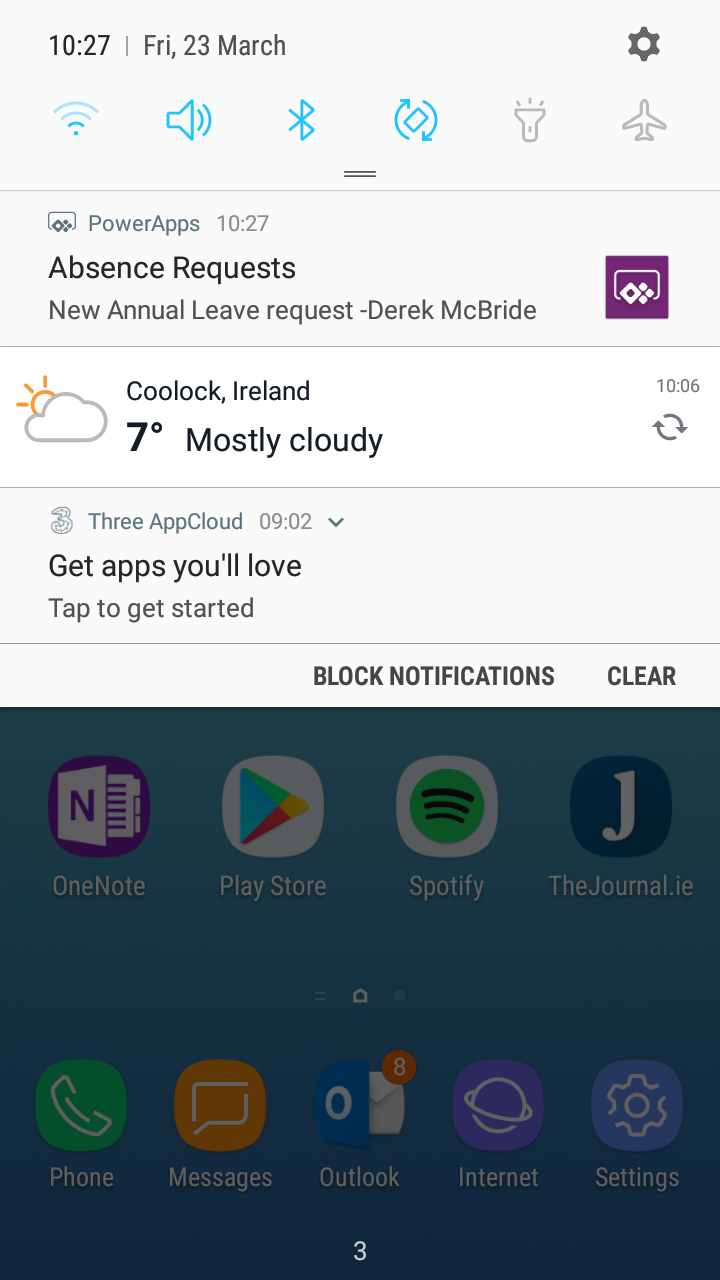 10:27 | Fri, 23 March
PowerApps 10:27
Absence Requests
New Annual Leave request -Derek McBride
Coolock, Ireland
10:06
7° Mostly cloudy
Three AppCloud 09:02
Get apps you'll love
Tap to get started
BLOCK NOTIFICATIONS CLEAR
N
J
OneNote Play Store Spotify TheJournal.ie
8
O
Phone Messages Outlook Internet Settings
3